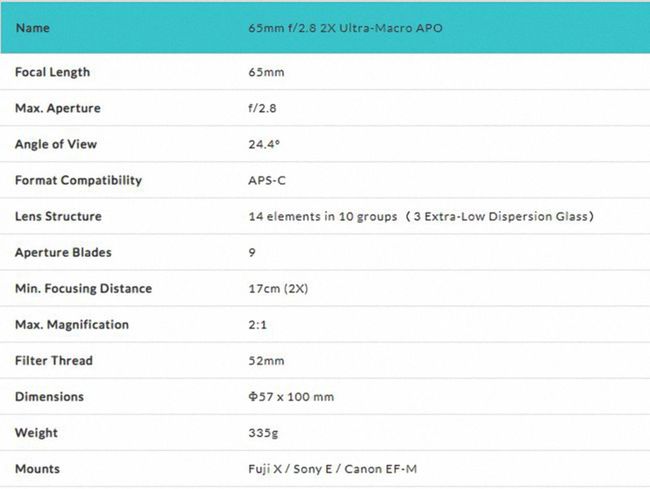 Name 65mm f/2.8 2X Ultra-Macro APO
Focal Length 65mm
Max. Aperture f/2.8
Angle of View 24.4º
Format Compatibility APS-C
Lens Structure 14 elements in 10 groups （3 Extra-Low Dispersion Glass）
Aperture Blades 9
Min. Focusing Distance 17cm (2X)
Max. Magnification 2:1
Filter Thread 52mm
Dimensions Φ57 x 100 mm
Weight 335g
Mounts Fuji X / Sony E / Canon EF-M